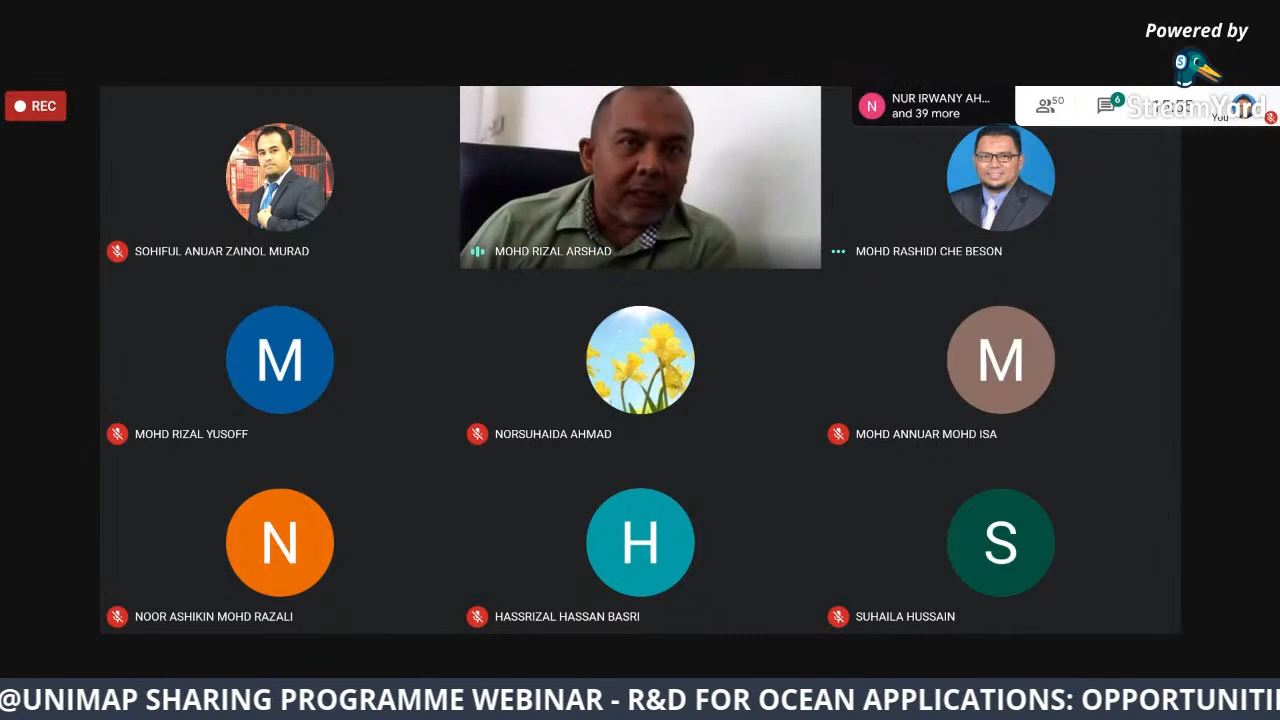 Powered by
REC
NUR IRWANY AH...
and 39 more
50
6
StreamYard
You
S
N
SOHIFUL ANUAR ZAINOL MURAD
MOHD RIZAL ARSHAD
MOHD RASHIDI CHE BESON
M
M
MOHD RIZAL YUSOFF
NORSUHAIDA AHMAD
MOHD ANNUAR MOHD ISA
N
H
S
NOOR ASHIKIN MOHD RAZALI
HASSRIZAL HASSAN BASRI
SUHAILA HUSSAIN
@UNIMAP SHARING PROGRAMME WEBINAR - R&D FOR OCEAN APPLICATIONS: OPPORTUNITI